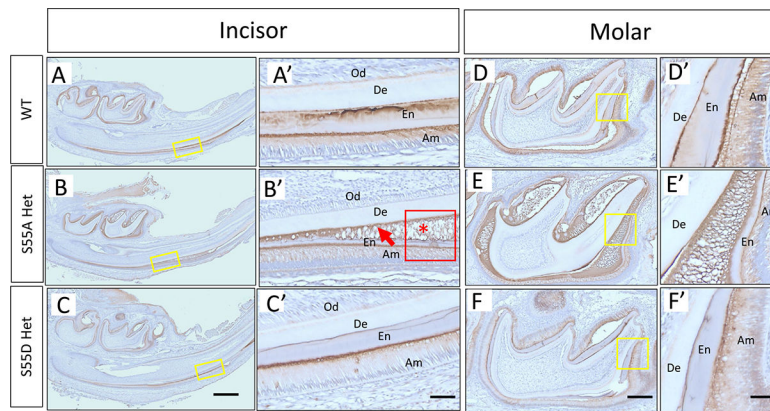 Incisor
Molar
WT
A
A’
Od
De
En
Am
D
D’
De
En
Am
S55A Het
B
B’
Od
De
*
En
Am
E
E’
De
En
Am
S55D Het
C
C’
Od
De
En
Am
F
F’
De
En
Am